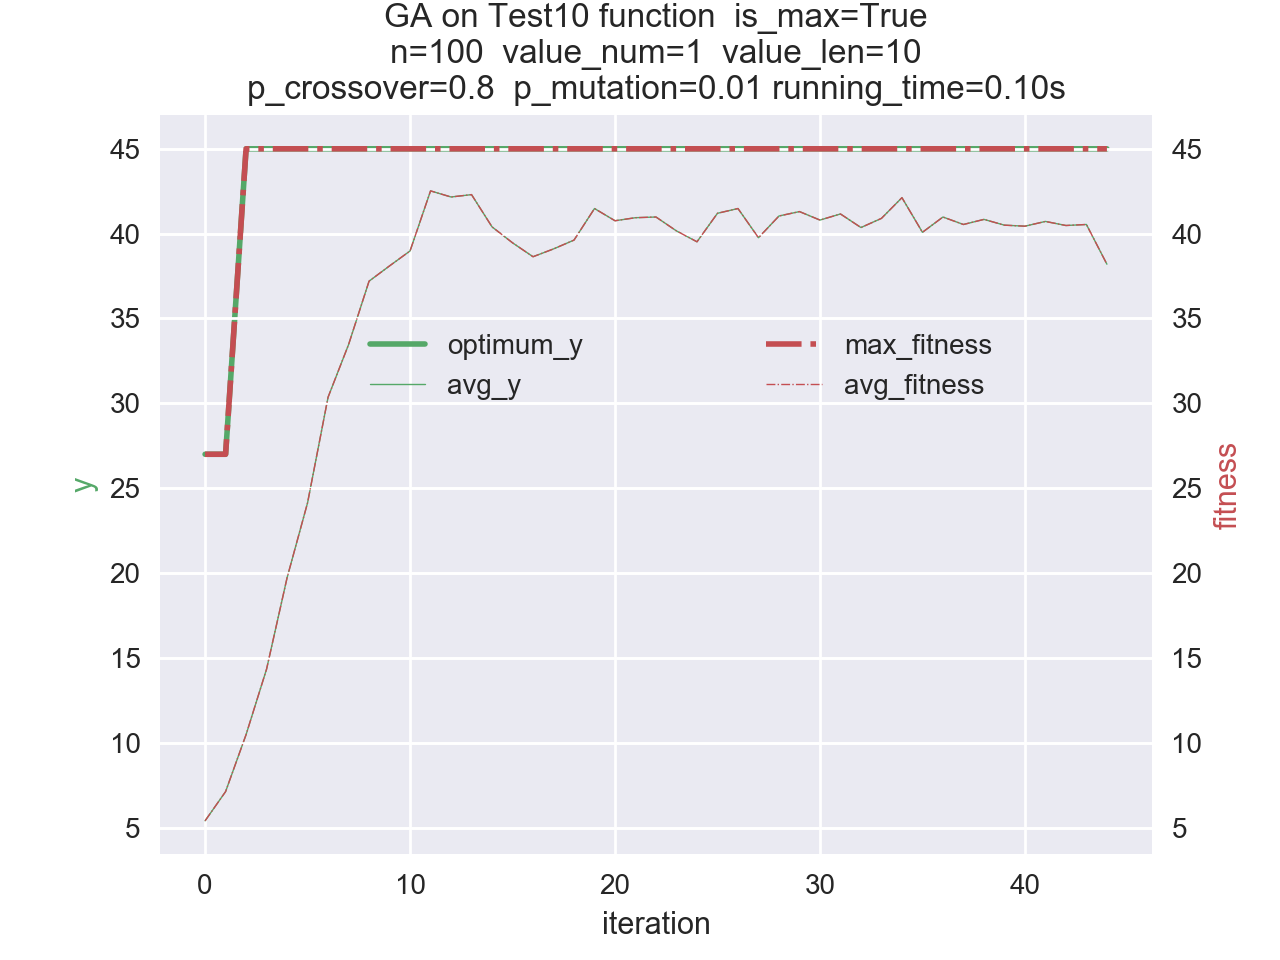 GA on Test10 function  is_max=True
n=100  value_num=1  value_len=10
p_crossover=0.8  p_mutation=0.01 running_time=0.10s
45
40
35
30
25
20
15
10
5
y
optimum_y
avg_y
max_fitness
avg_fitness
45
40
35
30
25
20
15
10
5
fitness
0 10 20 30 40
iteration